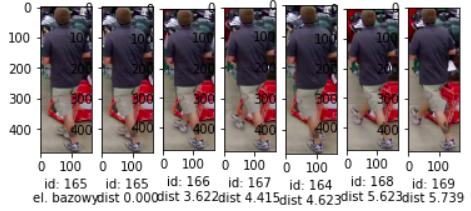 0
100
200
300
400
0 100 0 100 0 100 0 100 0 100 0 100 0 100
id: 165 id: 165 id: 166 id: 167 id: 164 id: 168 id: 169
el. bazowy dist 0.000 dist 3.622 dist 4.415 dist 4.623 dist 5.623 dist 5.739